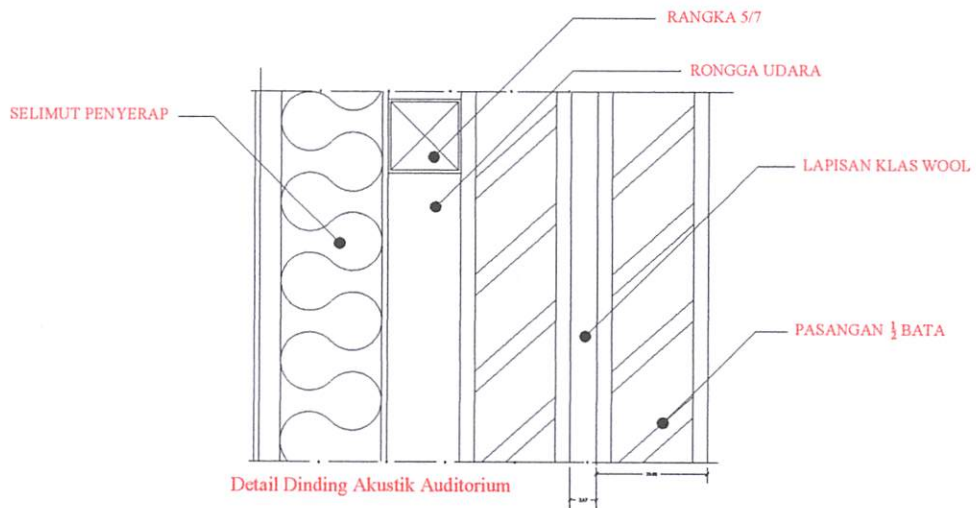 RANGKA 5/7
RONGGA UDARA
SELIMUT PENYERAP
LAPISAN KLAS WOOL
PASANGAN ½ BATA
Detail Dinding Akustik Auditorium